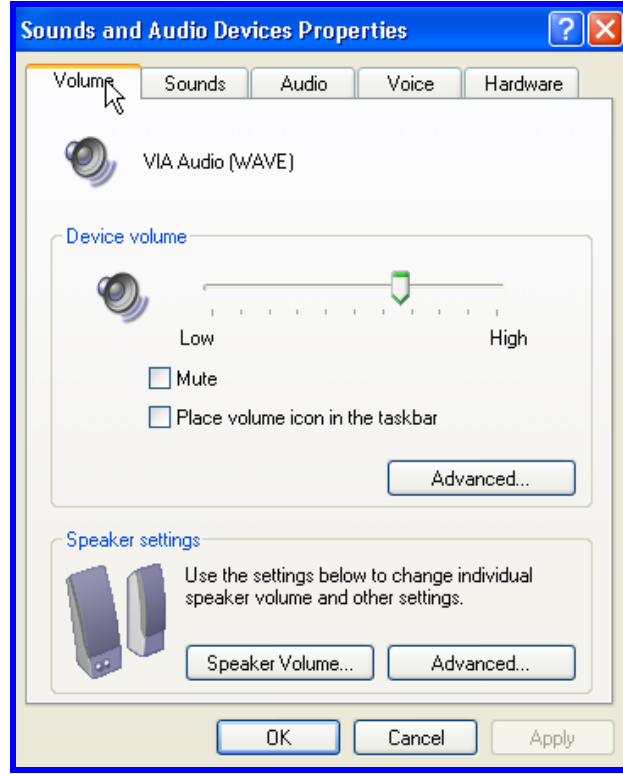 Sounds and Audio Devices Properties
Volume Sounds Audio Voice Hardware
VIA Audio (WAVE)
Device volume
Low High
Mute
Place volume icon in the taskbar
Advanced...
Speaker settings
Use the settings below to change individual
speaker volume and other settings.
Speaker Volume... Advanced...
OK Cancel Apply